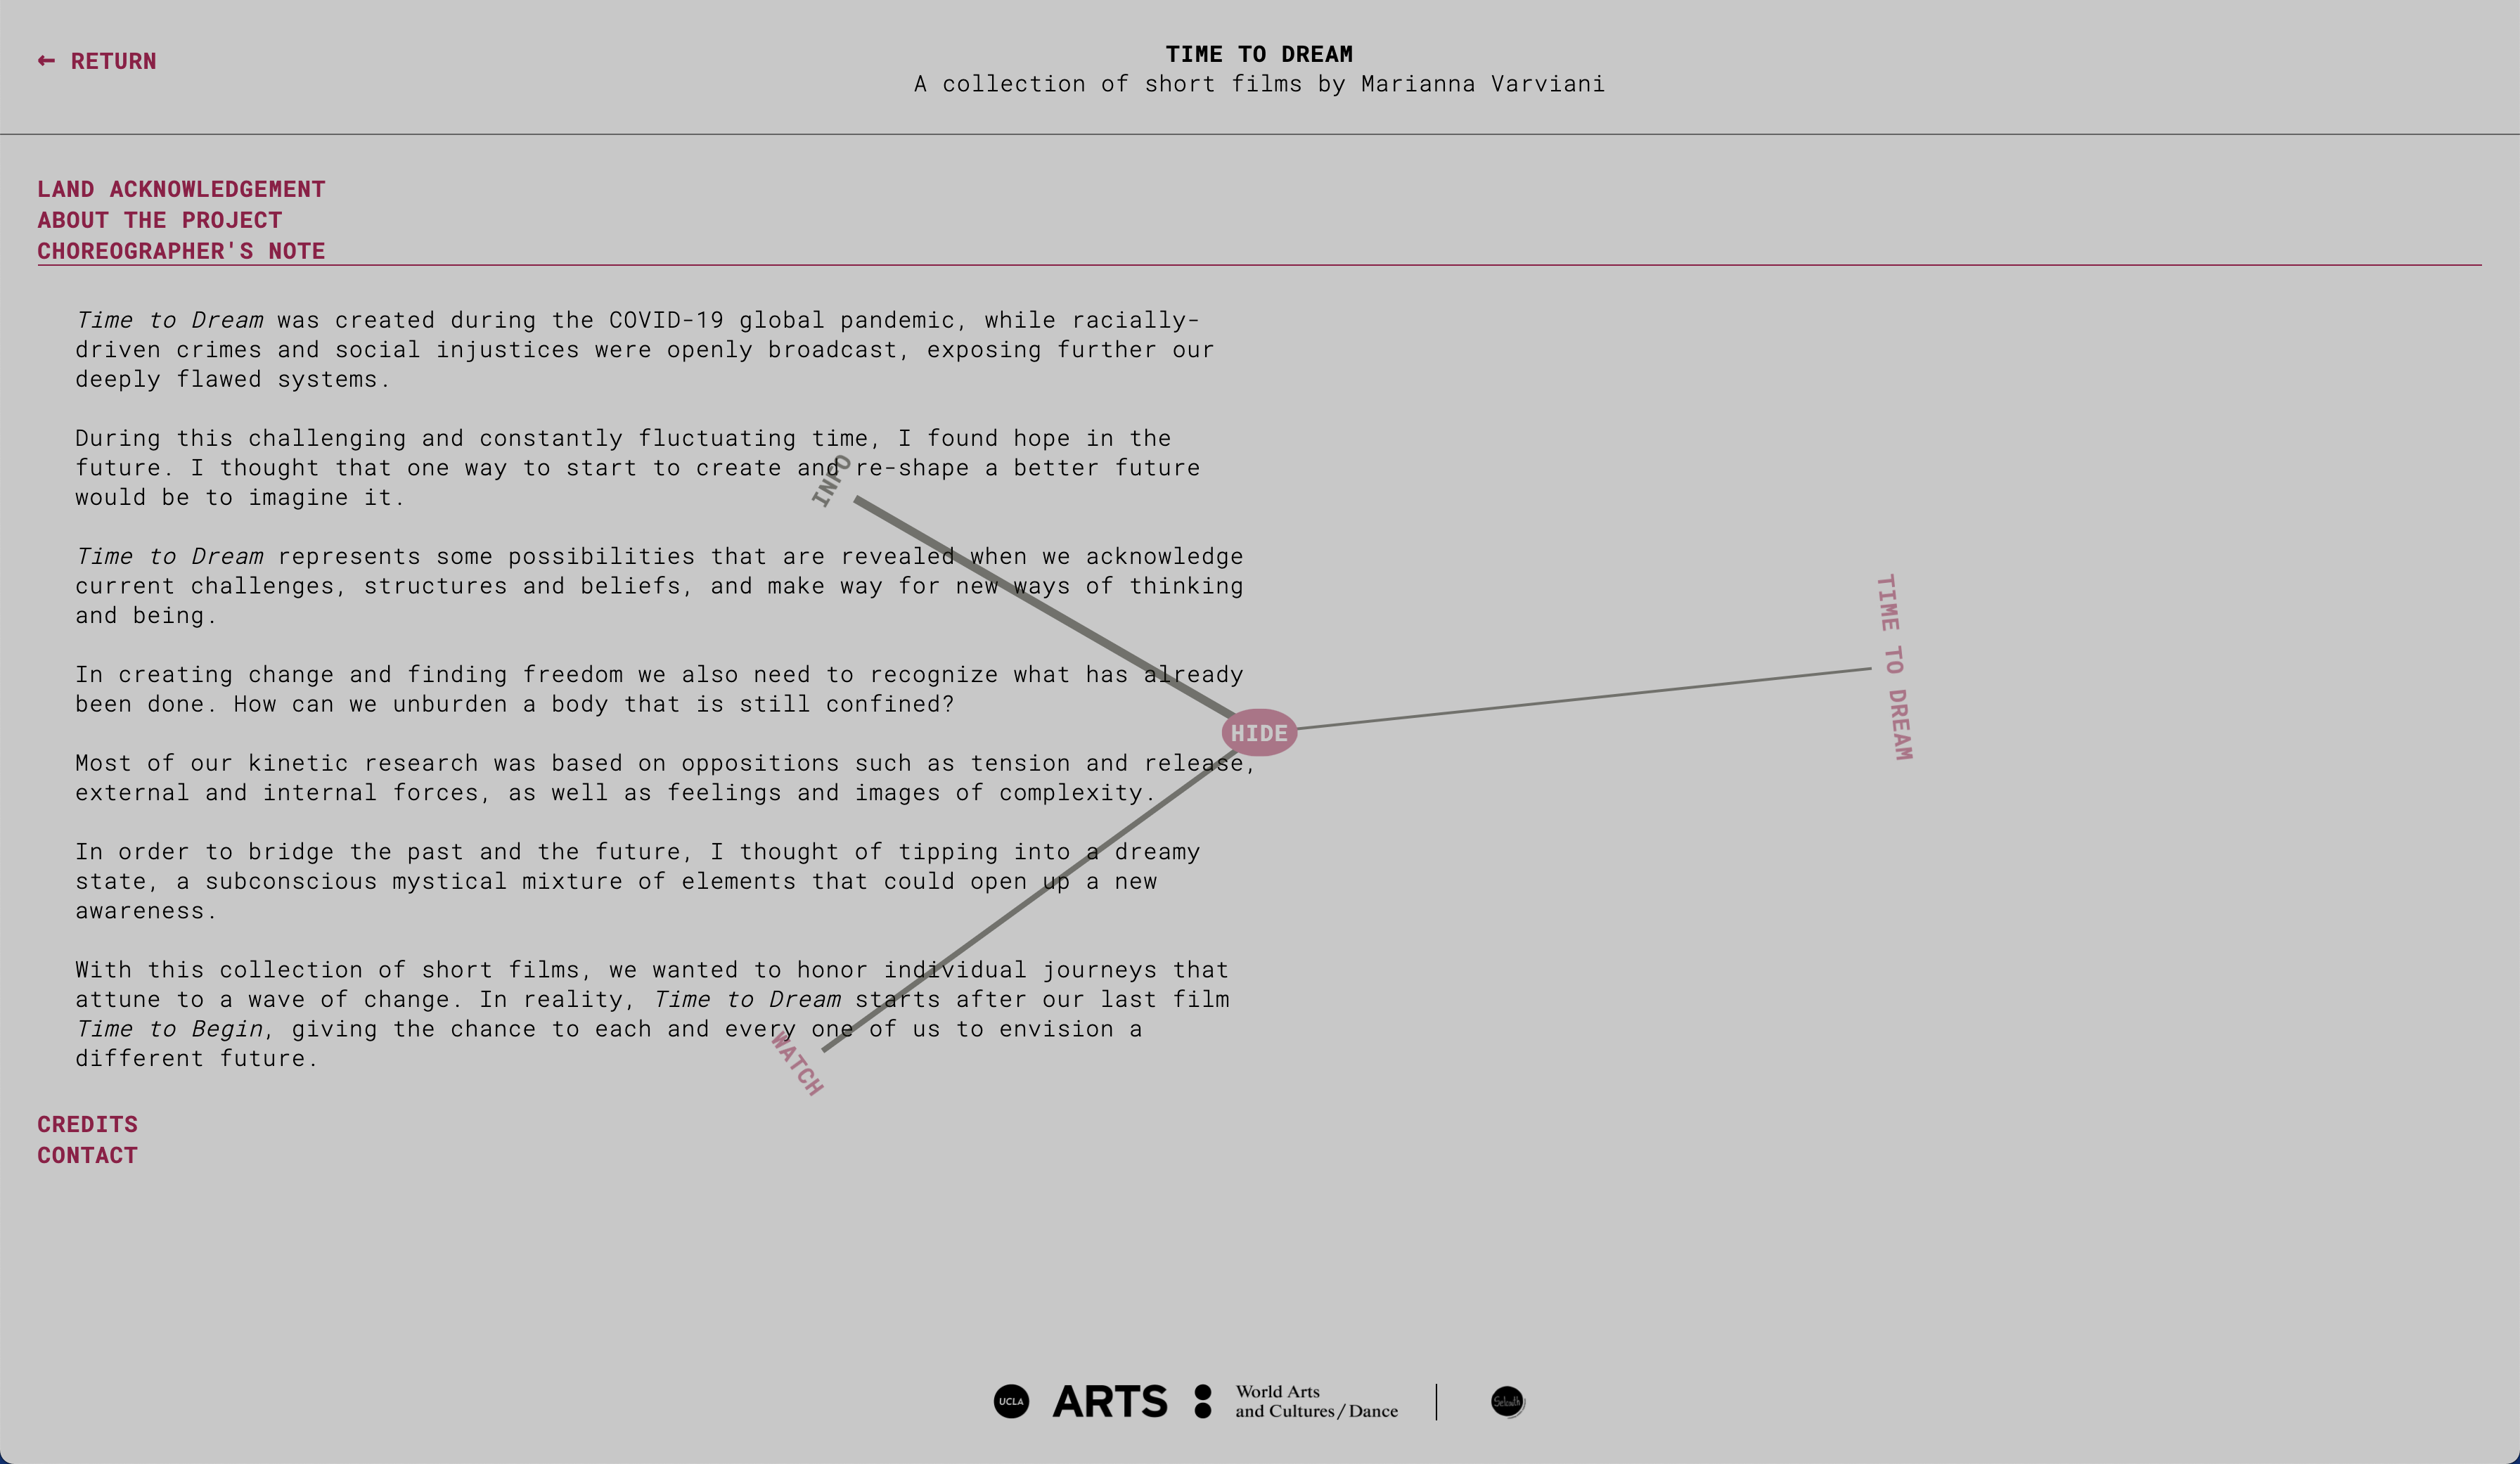 ← RETURN
TIME TO DREAM
A collection of short films by Marianna Varviani
LAND ACKNOWLEDGEMENT
ABOUT THE PROJECT
CHOREOGRAPHER'S NOTE
Time to Dream was created during the COVID-19 global pandemic, while racially-
driven crimes and social injustices were openly broadcast, exposing further our
deeply flawed systems.
During this challenging and constantly fluctuating time, I found hope in the
future. I thought that one way to start to create and re-shape a better future
would be to imagine it.
Time to Dream represents some possibilities that are revealed when we acknowledge
current challenges, structures and beliefs, and make way for new ways of thinking
and being.
In creating change and finding freedom we also need to recognize what has already
been done. How can we unburden a body that is still confined?
Most of our kinetic research was based on oppositions such as tension and release,
external and internal forces, as well as feelings and images of complexity.
In order to bridge the past and the future, I thought of tipping into a dreamy
state, a subconscious mystical mixture of elements that could open up a new
awareness.
With this collection of short films, we wanted to honor individual journeys that
attune to a wave of change. In reality, Time to Dream starts after our last film
Time to Begin, giving the chance to each and every one of us to envision a
different future.
INFO
HIDE
TIME TO DREAM
WATCH
CREDITS
CONTACT
UCLA
ARTS
World Arts
and Cultures/Dance